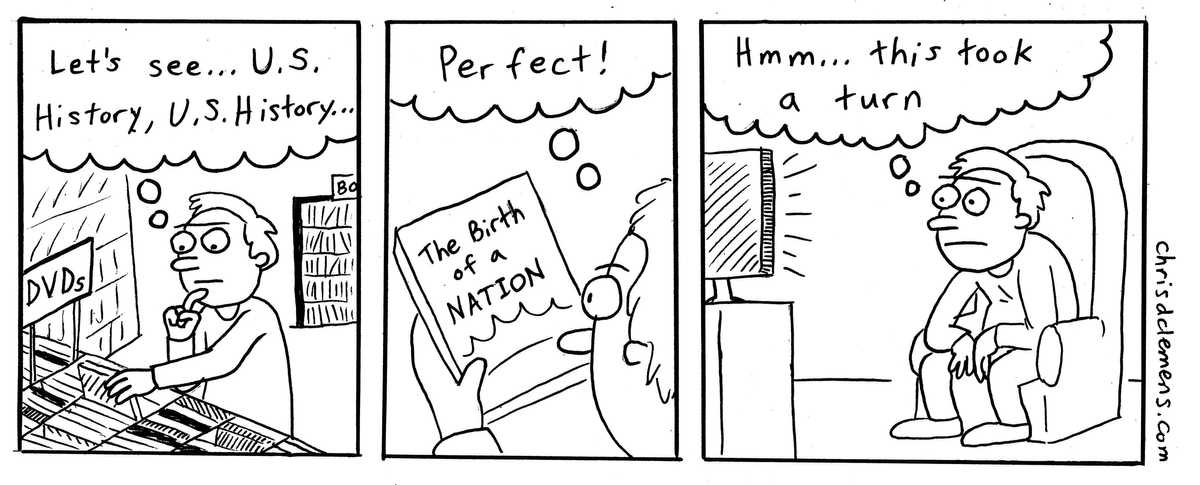 Let's see... U.S.
History, U.S. History...
BO
DVDs
Perfect!
The Birth
of a
NATION
Hmm... this took
a turn
chrisdclemens.com